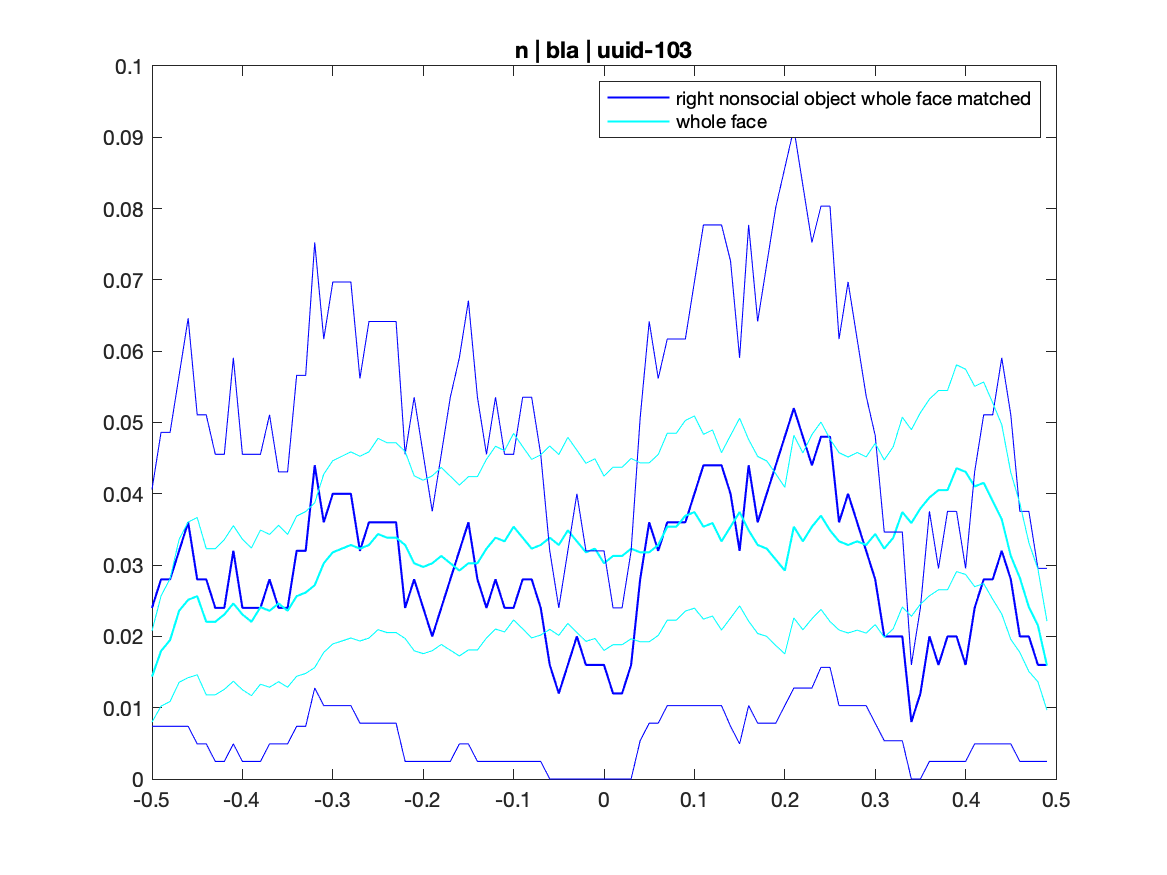 n | bla | uuid-103
right nonsocial object whole face matched
whole face
0.1
0.09
0.08
0.07
0.06
0.05
0.04
0.03
0.02
0.01
0
-0.5 -0.4 -0.3 -0.2 -0.1 0 0.1 0.2 0.3 0.4 0.5